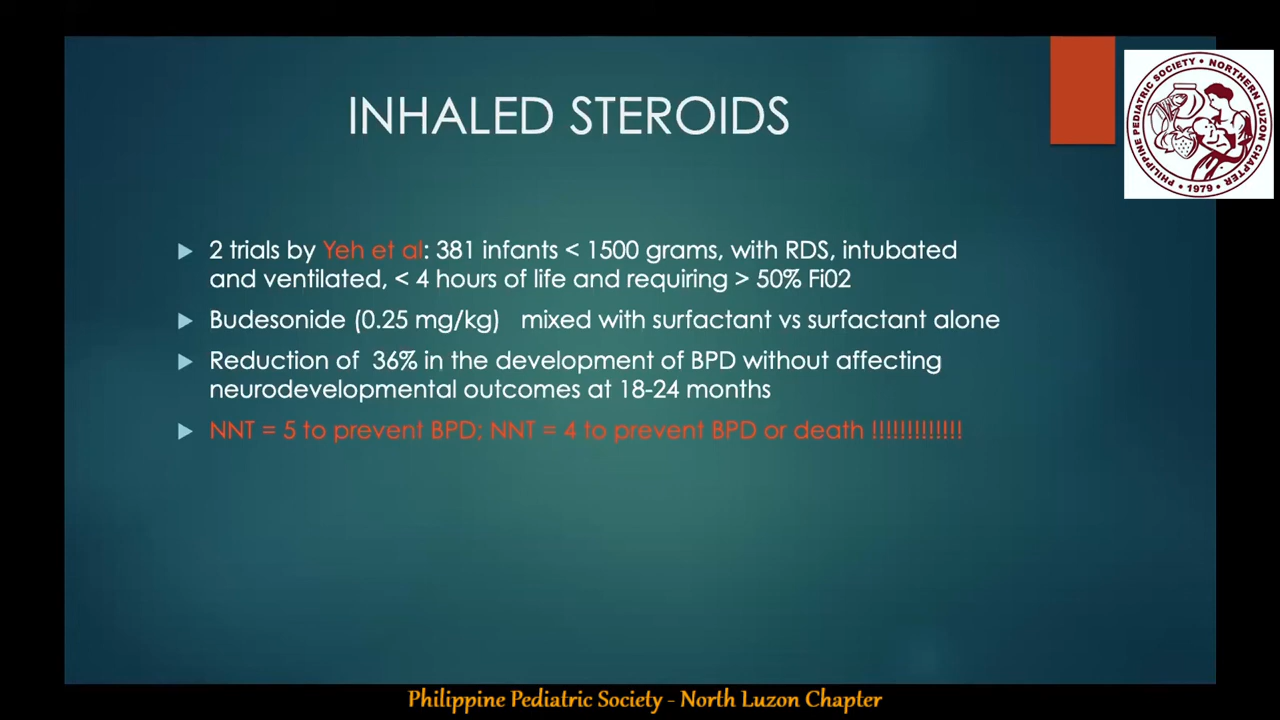 INHALED STEROIDS
PHILIPPINE PEDIATRIC SOCIETY • NORTHERN LUZON CHAPTER
• 1979 •
2 trials by Yeh et al: 381 infants < 1500 grams, with RDS, intubated
and ventilated, < 4 hours of life and requiring > 50% Fi02
Budesonide (0.25 mg/kg) mixed with surfactant vs surfactant alone
Reduction of 36% in the development of BPD without affecting
neurodevelopmental outcomes at 18-24 months
NNT = 5 to prevent BPD; NNT = 4 to prevent BPD or death !!!!!!!!!!!!!
Philippine Pediatric Society - North Luzon Chapter